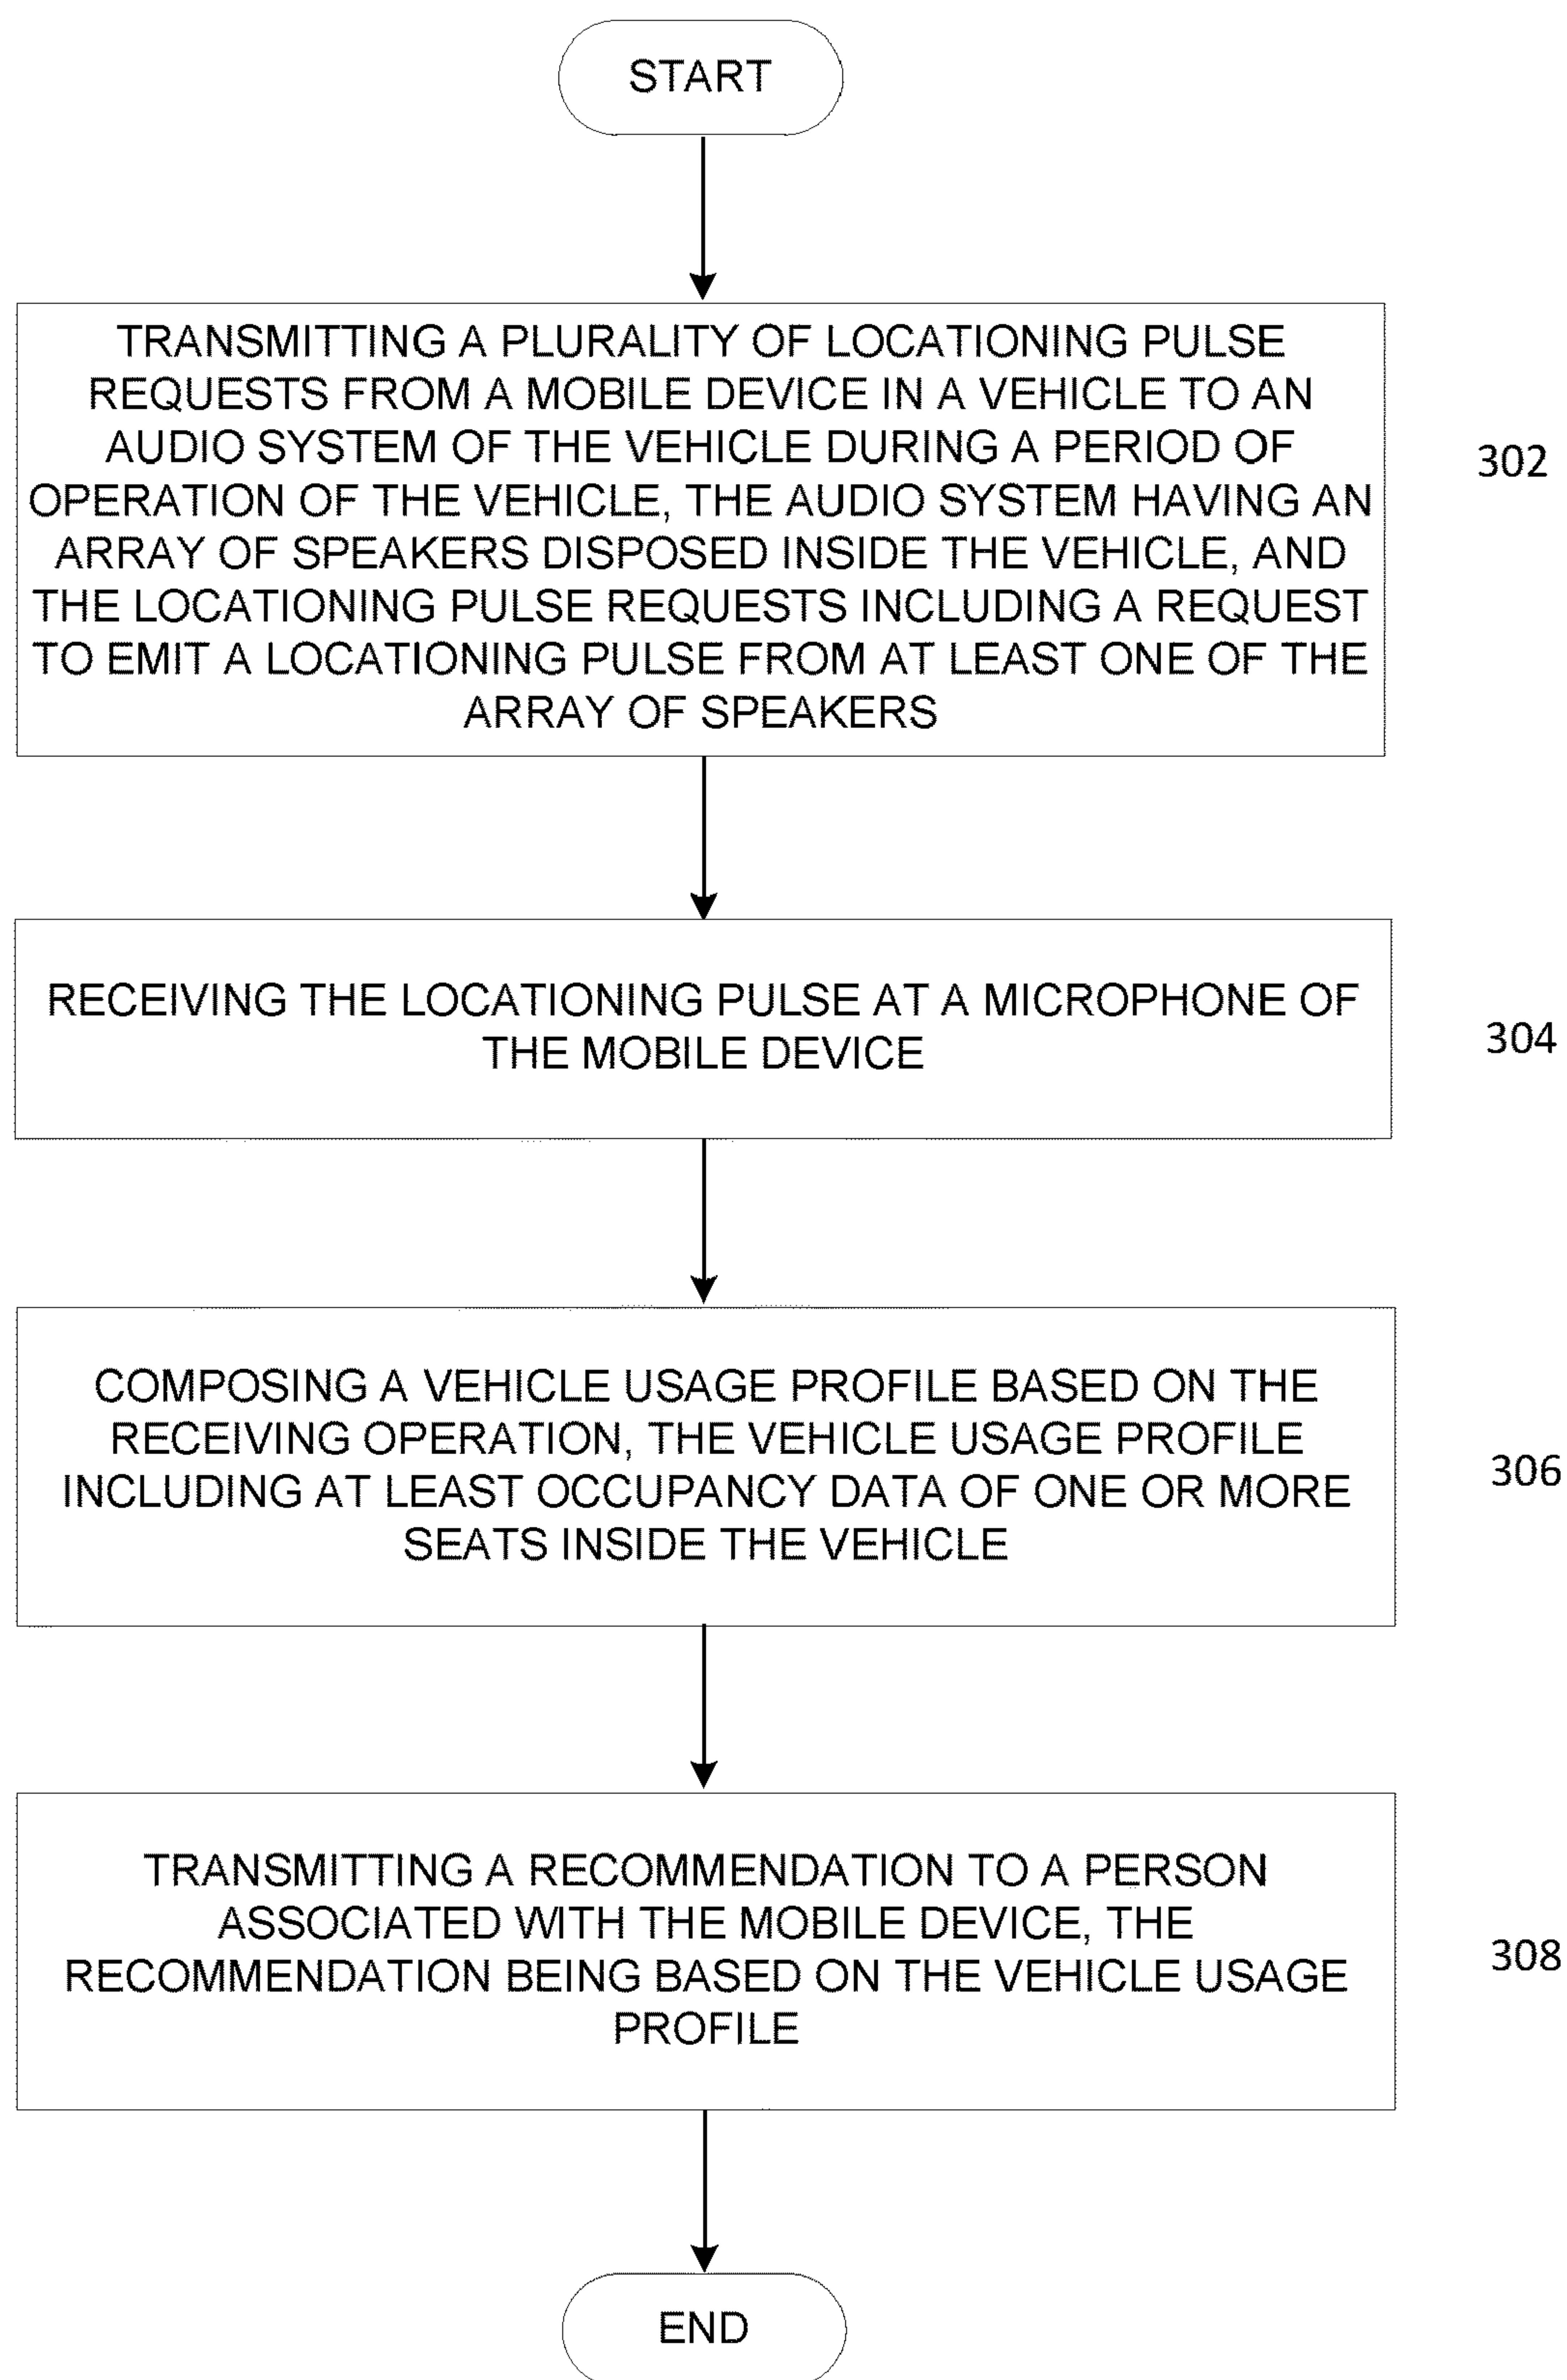 START
TRANSMITTING A PLURALITY OF LOCATIONING PULSE
REQUESTS FROM A MOBILE DEVICE IN A VEHICLE TO AN
AUDIO SYSTEM OF THE VEHICLE DURING A PERIOD OF
OPERATION OF THE VEHICLE, THE AUDIO SYSTEM HAVING AN
ARRAY OF SPEAKERS DISPOSED INSIDE THE VEHICLE, AND
THE LOCATIONING PULSE REQUESTS INCLUDING A REQUEST
TO EMIT A LOCATIONING PULSE FROM AT LEAST ONE OF THE
ARRAY OF SPEAKERS
302
RECEIVING THE LOCATIONING PULSE AT A MICROPHONE OF
THE MOBILE DEVICE
304
COMPOSING A VEHICLE USAGE PROFILE BASED ON THE
RECEIVING OPERATION, THE VEHICLE USAGE PROFILE
INCLUDING AT LEAST OCCUPANCY DATA OF ONE OR MORE
SEATS INSIDE THE VEHICLE
306
TRANSMITTING A RECOMMENDATION TO A PERSON
ASSOCIATED WITH THE MOBILE DEVICE, THE
RECOMMENDATION BEING BASED ON THE VEHICLE USAGE
PROFILE
308
END